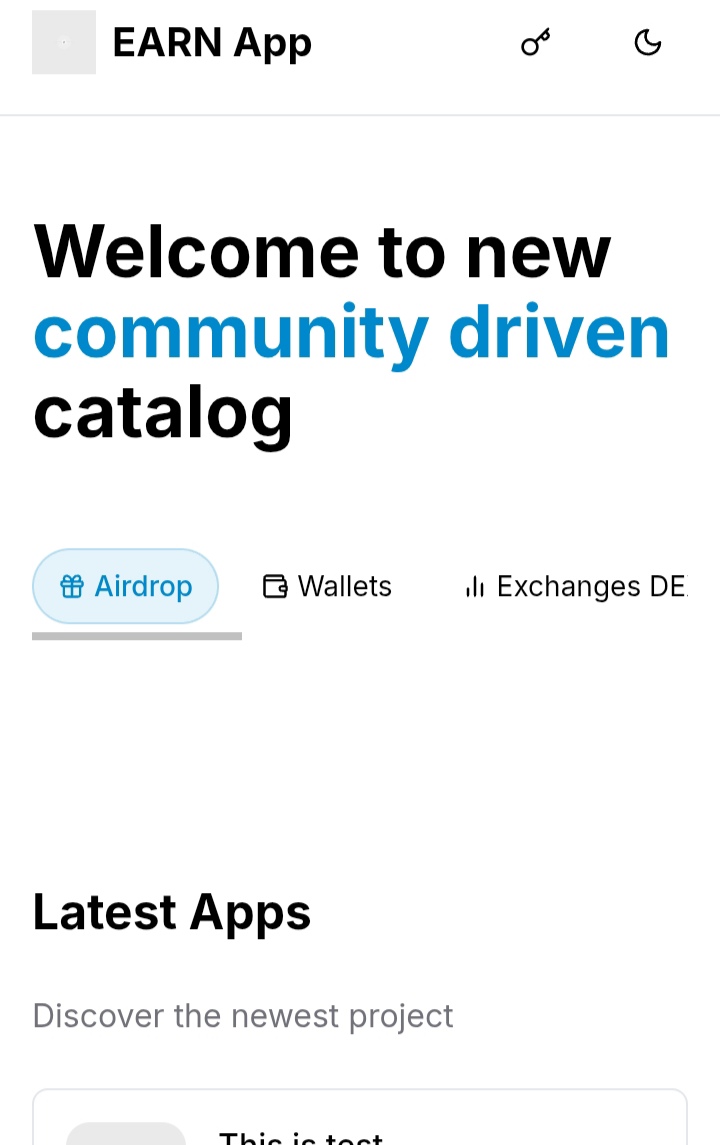 EARN App
Welcome to new
community driven
catalog
Airdrop
Wallets
Exchanges DE
Latest Apps
Discover the newest project
This is test